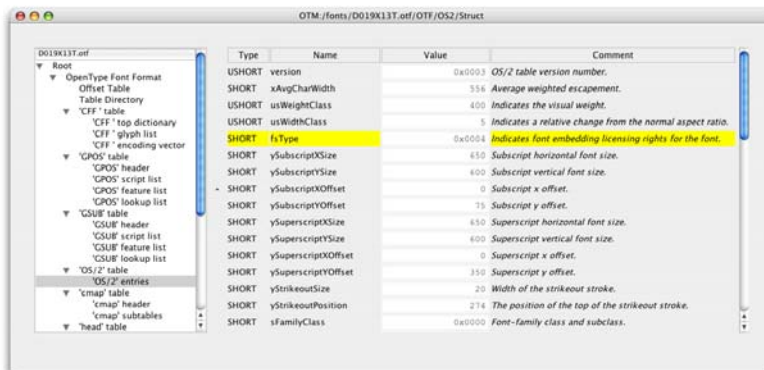 OTM:/fonts/D019X13T.otf/OTF/OS2/Struct
D019X13T.otf
Root
OpenType Font Format
Offset Table
Table Directory
'CFF ' table
'CFF ' top dictionary
'CFF ' glyph list
'CFF ' encoding vector
'GPOS' table
'GPOS' header
'GPOS' script list
'GPOS' feature list
'GPOS' lookup list
'GSUB' table
'GSUB' header
'GSUB' script list
'GSUB' feature list
'GSUB' lookup list
'OS/2' table
'OS/2' entries
'cmap' table
'cmap' header
'cmap' subtables
'head' table
Type Name Value Comment
USHORT version 0x0003 OS/2 table version number.
SHORT xAvgCharWidth 556 Average weighted escapement.
USHORT usWeightClass 400 Indicates the visual weight.
USHORT usWidthClass 5 Indicates a relative change from the normal aspect ratio.
SHORT fsType 0x0004 Indicates font embedding licensing rights for the font.
SHORT ySubscriptXSize 650 Subscript horizontal font size.
SHORT ySubscriptYSize 600 Subscript vertical font size.
SHORT ySubscriptXOffset 0 Subscript x offset.
SHORT ySubscriptYOffset 75 Subscript y offset.
SHORT ySuperscriptXSize 650 Superscript horizontal font size.
SHORT ySuperscriptYSize 600 Superscript vertical font size.
SHORT ySuperscriptXOffset 0 Superscript x offset.
SHORT ySuperscriptYOffset 350 Superscript y offset.
SHORT yStrikeoutSize 20 Width of the strikeout stroke.
SHORT yStrikeoutPosition 274 The position of the top of the strikeout stroke.
SHORT sFamilyClass 0x0000 Font-family class and subclass.